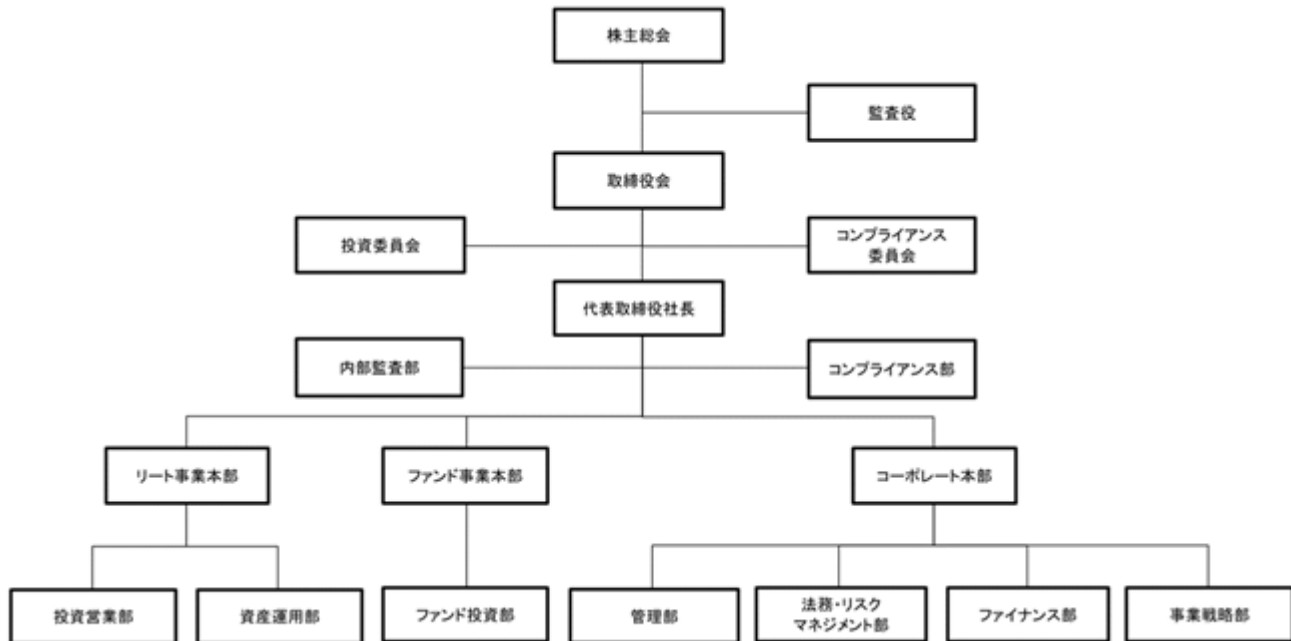 株主総会
監査役
取締役会
投資委員会
コンプライアンス
委員会
代表取締役社長
内部監査部
コンプライアンス部
リート事業本部
ファンド事業本部
コーポレート本部
投資営業部
資産運用部
ファンド投資部
管理部
法務・リスク
マネジメント部
ファイナンス部
事業戦略部